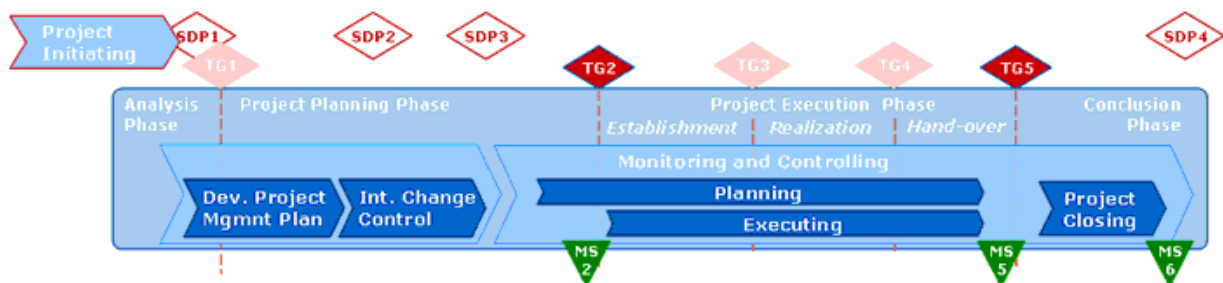 Project
Initiating
SDP1
SDP2
SDP3
SDP4
TG1
TG2
TG3
TG4
TG5
Analysis
Phase
Project Planning Phase
Project Execution Phase
Conclusion
Phase
Establishment
Realization
Hand-over
Monitoring and Controlling
Dev. Project
Mgmnt Plan
Int. Change
Control
Planning
Executing
Project
Closing
MS
2
MS
5
MS
6